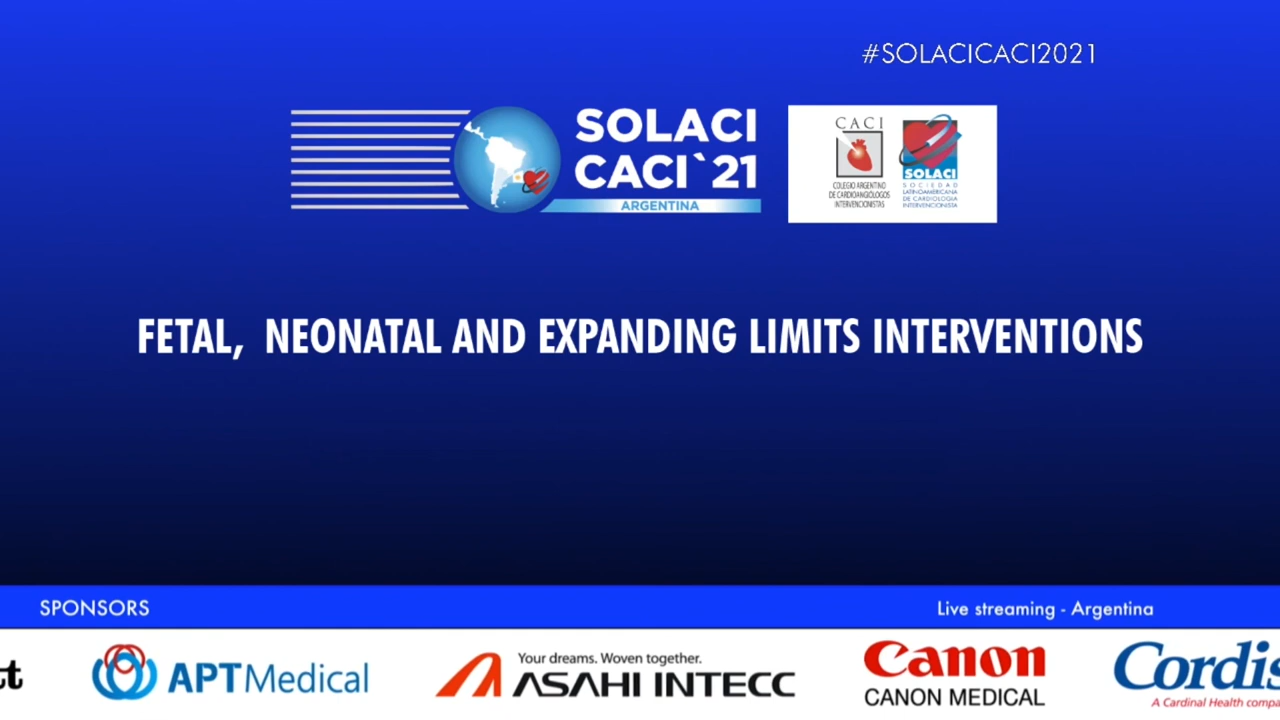 #SOLACICACI2021
SOLACI
CACI`21
ARGENTINA
CACI
COLEGIO ARGENTINO
DE CARDIOANGIÓLOGOS
INTERVENCIONISTAS
SOLACI
SOCIEDAD
LATINOAMERICANA
DE CARDIOLOGIA
INTERVENCIONISTA
FETAL, NEONATAL AND EXPANDING LIMITS INTERVENTIONS
SPONSORS
Live streaming - Argentina
APT Medical
Your dreams. Woven together.
ASAHI INTECC
Canon
CANON MEDICAL
Cordis
A Cardinal Health compa